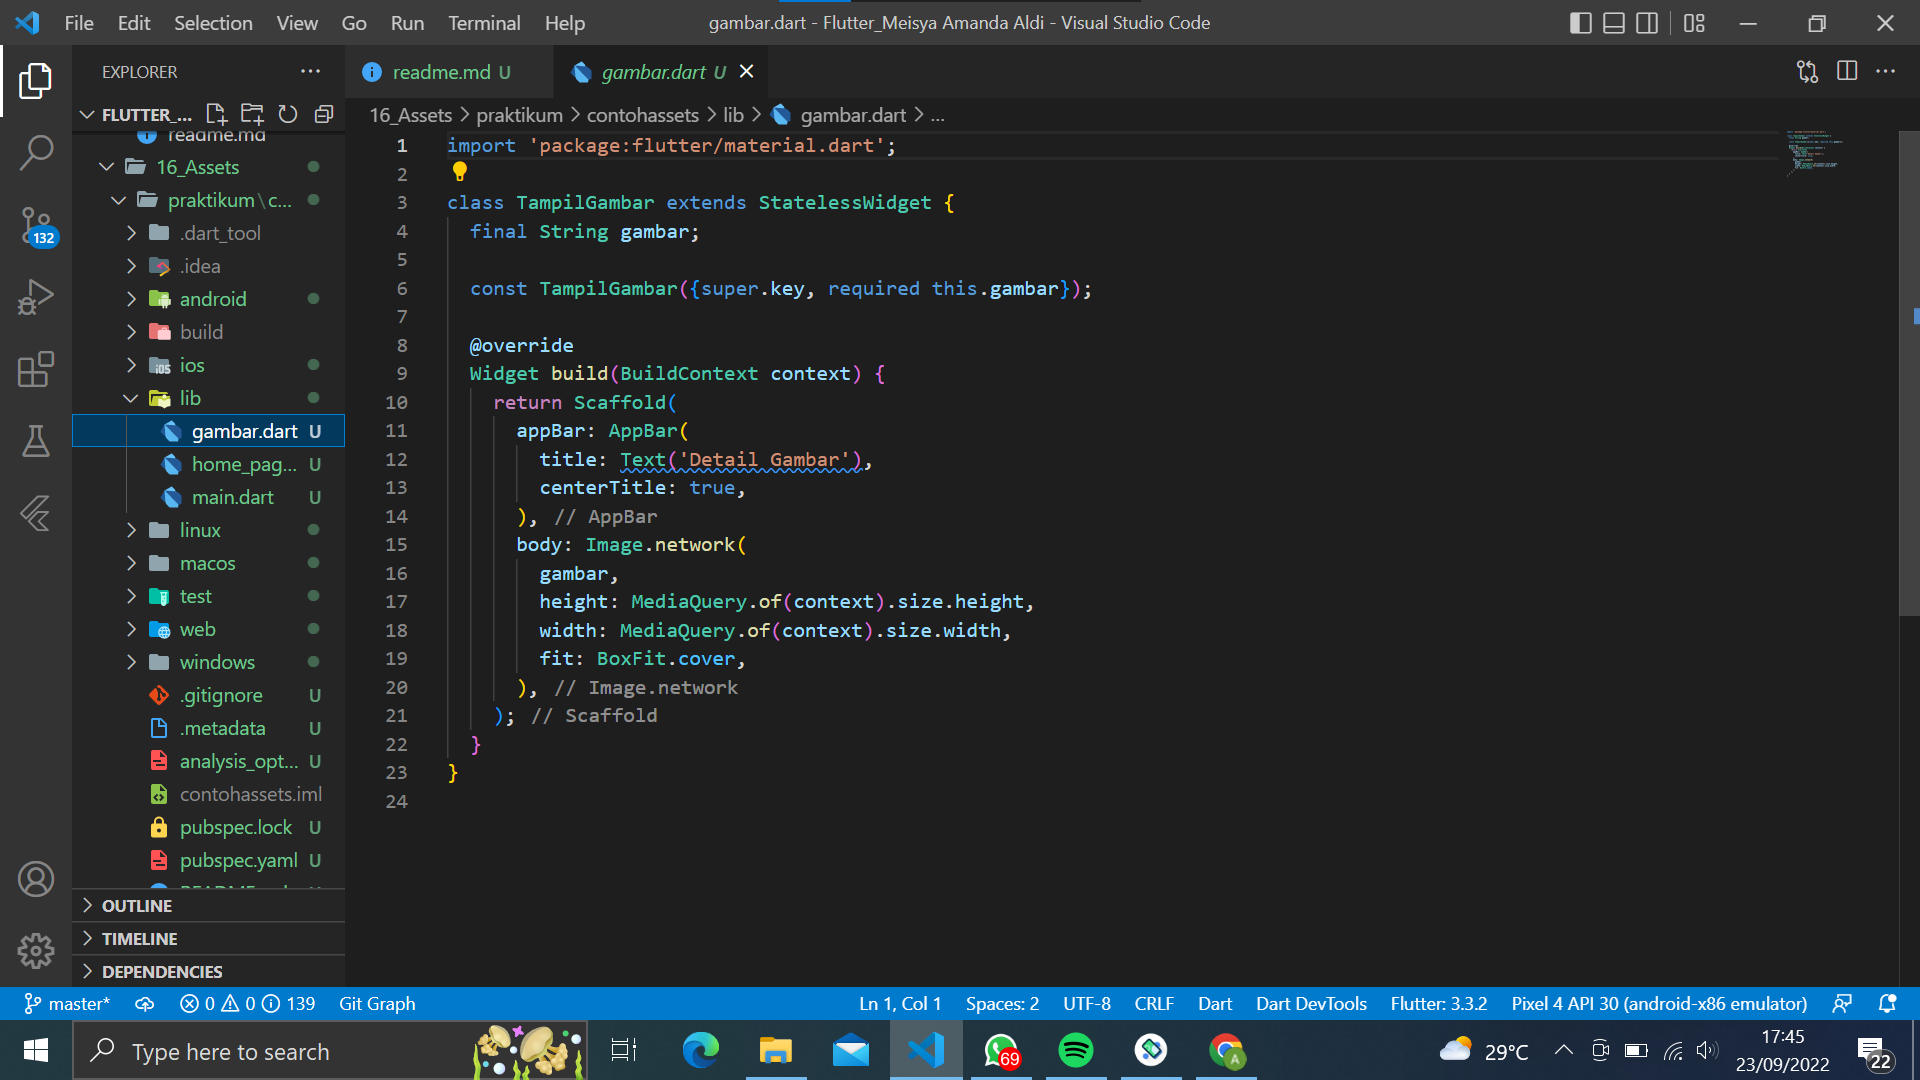 File Edit Selection View Go Run Terminal Help
gambar.dart - Flutter_Meisya Amanda Aldi - Visual Studio Code
EXPLORER
readme.md U
gambar.dart U
FLUTTER_...
16_Assets > praktikum > contohassets > lib > gambar.dart > ...
readme.md
16_Assets
praktikum\c...
.dart_tool
.idea
android
build
ios
lib
gambar.dart U
home_pag... U
main.dart U
linux
macos
test
web
windows
.gitignore U
.metadata U
analysis_opt... U
contohassets.iml
pubspec.lock U
pubspec.yaml U
OUTLINE
TIMELINE
DEPENDENCIES
132
1 import 'package:flutter/material.dart';
2
3 class TampilGambar extends StatelessWidget {
4 final String gambar;
5
6 const TampilGambar({super.key, required this.gambar});
7
8 @override
9 Widget build(BuildContext context) {
10 return Scaffold(
11 appBar: AppBar(
12 title: Text('Detail Gambar'),
13 centerTitle: true,
14 ), // AppBar
15 body: Image.network(
16 gambar,
17 height: MediaQuery.of(context).size.height,
18 width: MediaQuery.of(context).size.width,
19 fit: BoxFit.cover,
20 ), // Image.network
21 ); // Scaffold
22 }
23 }
24
master* 0 0 139 Git Graph
Ln 1, Col 1 Spaces: 2 UTF-8 CRLF Dart Dart DevTools Flutter: 3.3.2 Pixel 4 API 30 (android-x86 emulator)
Type here to search
69
A
29°C
17:45
23/09/2022
22